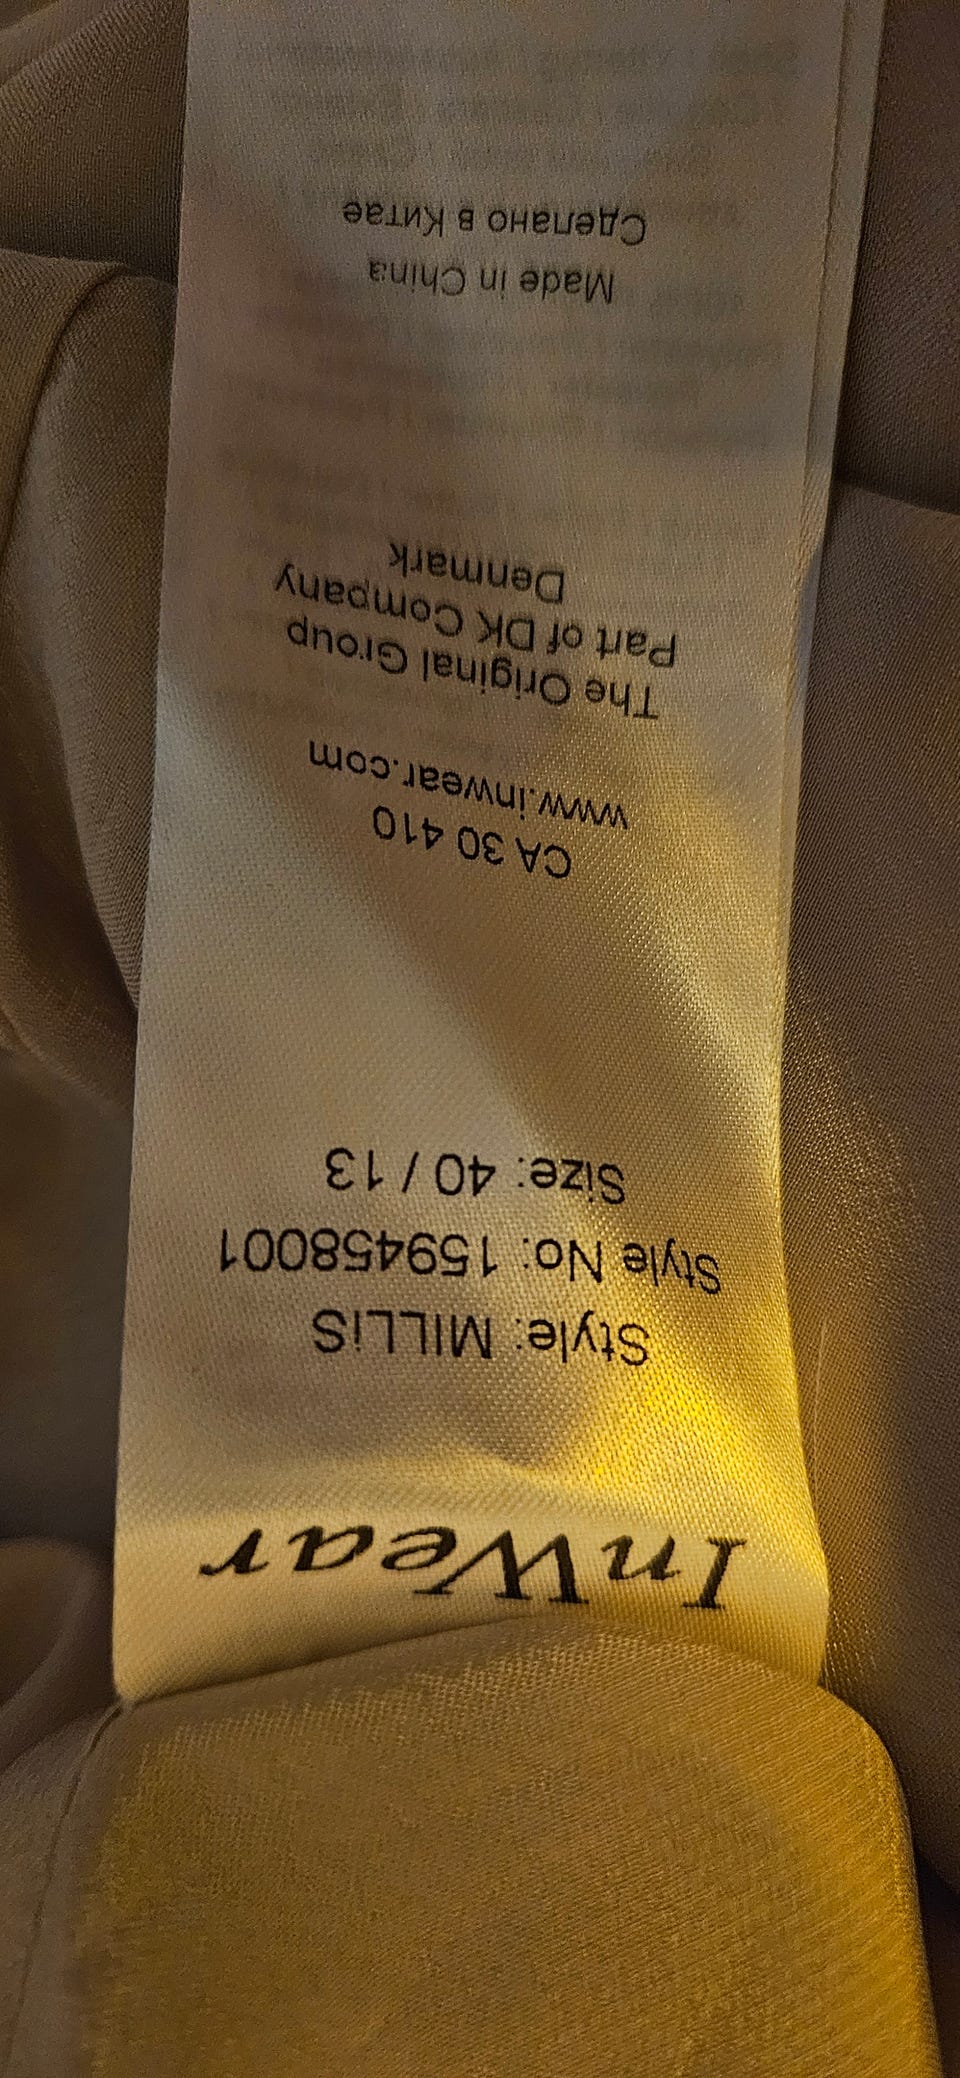 InWear
Style: MILLiS
Style No: 159458001
Size: 40 / 13
CA 30 410
www.inwear.com
The Original Group
Part of DK Company
Denmark
Made in China
Сделано в Китае